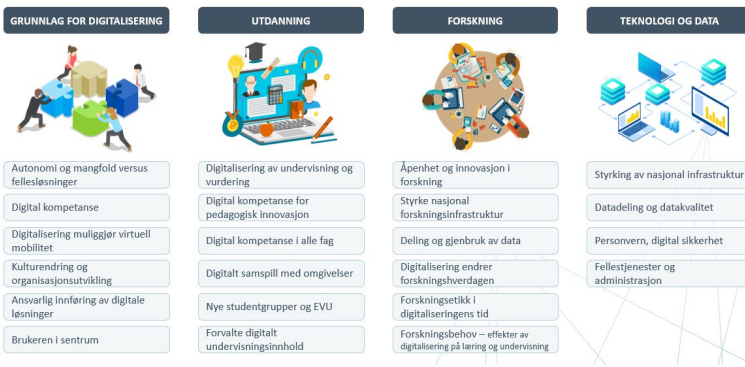 GRUNNLAG FOR DIGITALISERING
Autonomi og mangfold versus
fellesløsninger
Digital kompetanse
Digitalisering muliggjør virtuell
mobilitet
Kulturendring og
organisasjonsutvikling
Ansvarlig innføring av digitale
løsninger
Brukeren i sentrum
UTDANNING
Digitalisering av undervisning og
vurdering
Digital kompetanse for
pedagogisk innovasjon
Digital kompetanse i alle fag
Digitalt samspill med omgivelser
Nye studentgrupper og EVU
Forvalte digitalt
undervisningsinnhold
FORSKNING
Åpenhet og innovasjon i
forskning
Styrke nasjonal
forskningsinfrastruktur
Deling og gjenbruk av data
Digitalisering endrer
forskningshverdagen
Forskningsetikk i
digitaliseringens tid
Forskningsbehov – effekter av
digitalisering på læring og undervisning
TEKNOLOGI OG DATA
Styrking av nasjonal infrastruktur
Datadeling og datakvalitet
Personvern, digital sikkerhet
Fellestjenester og
administrasjon